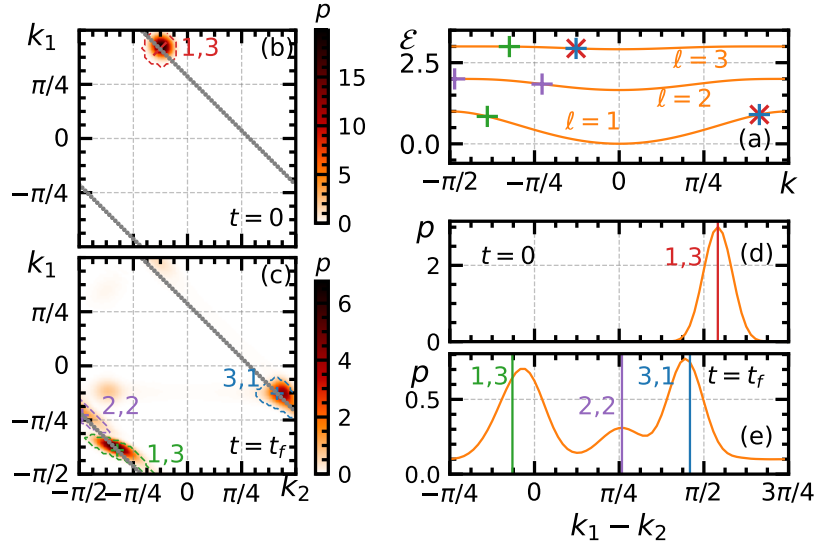 k₁
π/4
0
−π/4
(b)
1,3
t = 0
p
15
10
5
0
k₁
π/4
0
−π/4
−π/2
(c)
3,1
2,2
1,3
t = t_f
−π/2
−π/4
0
π/4
k₂
p
6
4
2
0
ℰ
2.5
0.0
ℓ = 3
ℓ = 2
ℓ = 1
(a)
−π/2
−π/4
0
π/4
k
p
2
0
t = 0
1,3
(d)
p
0.5
0.0
1,3
2,2
3,1
t = t_f
(e)
−π/4
0
π/4
π/2
3π/4
k₁ − k₂